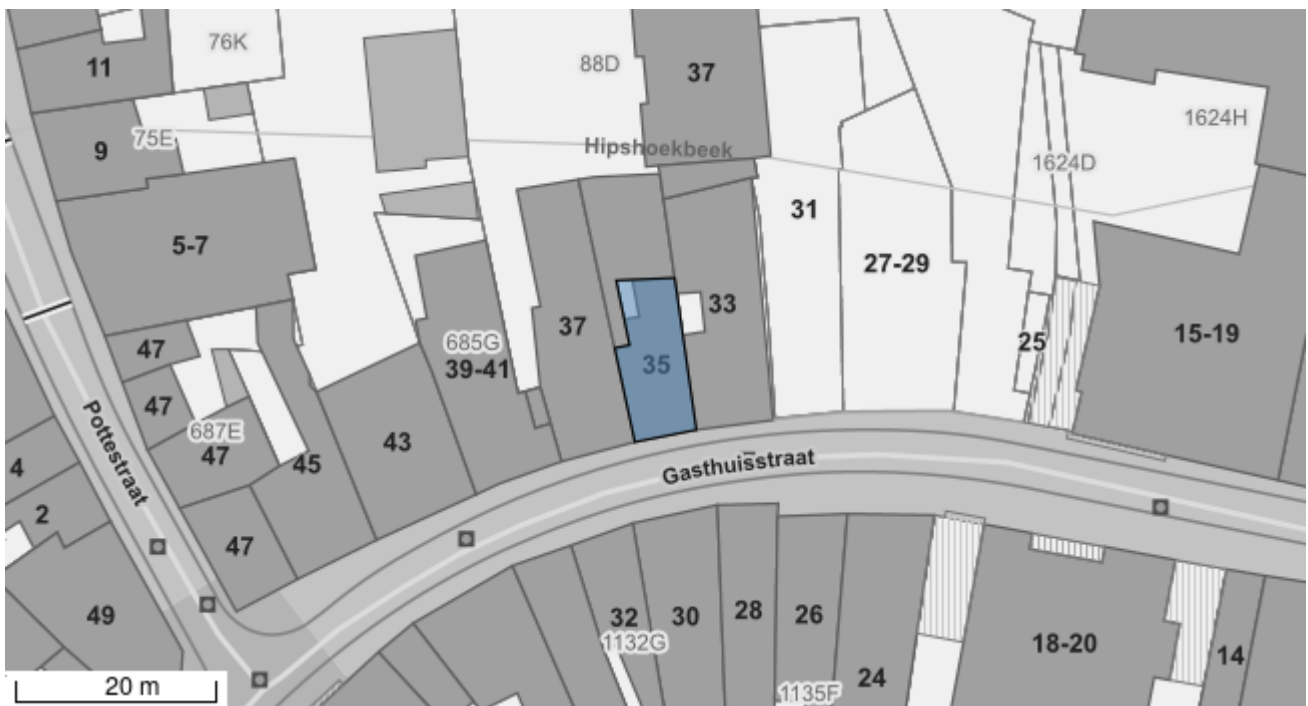 76K
88D
37
11
1624H
75E
9
Hipshoekbeek
1624D
31
5-7
27-29
33
37
685G
25
15-19
47
39-41
35
47
Pottestraat
687E
43
47
45
Gasthuisstraat
4
2
47
49
32
30
28
26
1132G
18-20
14
24
20 m
1135F